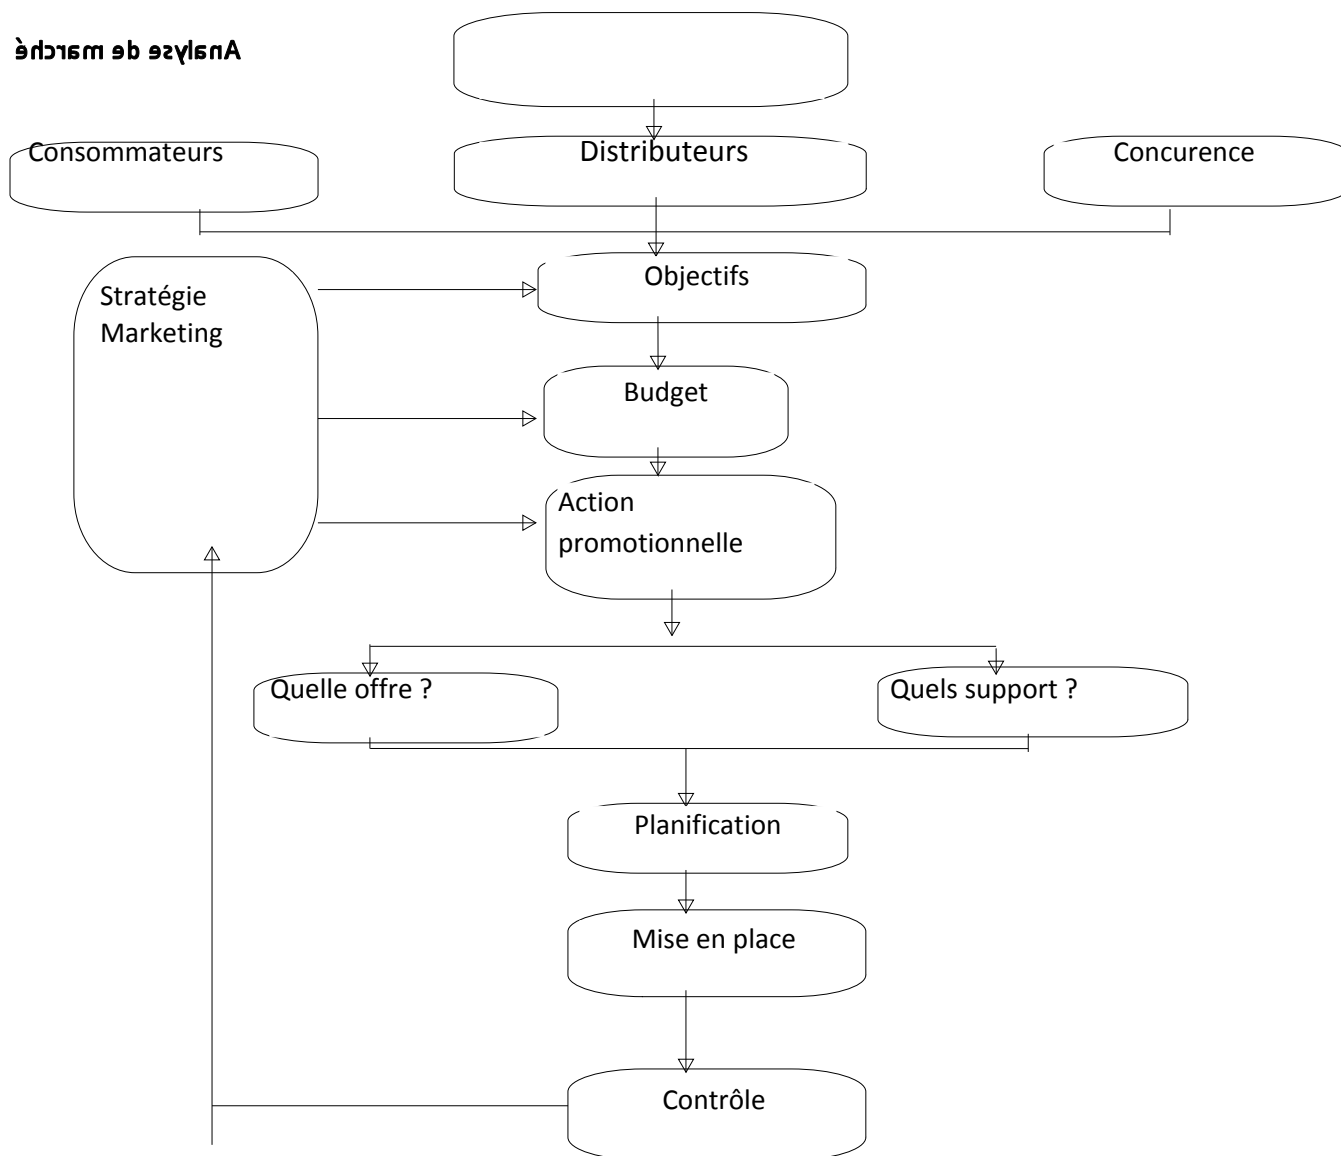 Analyse de marché
Consommateurs
Distributeurs
Concurence
Stratégie
Marketing
Objectifs
Budget
Action
promotionnelle
Quelle offre ?
Quels support ?
Planification
Mise en place
Contrôle